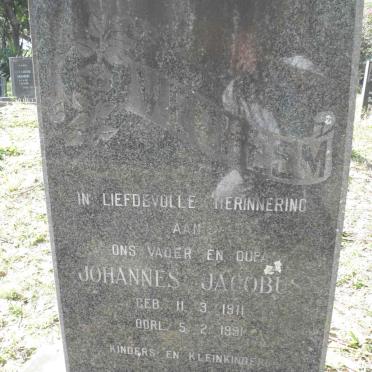 IN LIEFDEVOLLE HERINNERING
AAN
ONS VADER EN OUPA
JOHANNES JACOBUS
GEB. 11. 3. 1911
OORL. 5. 2. 1991
KINDERS EN KLEINKINDERS